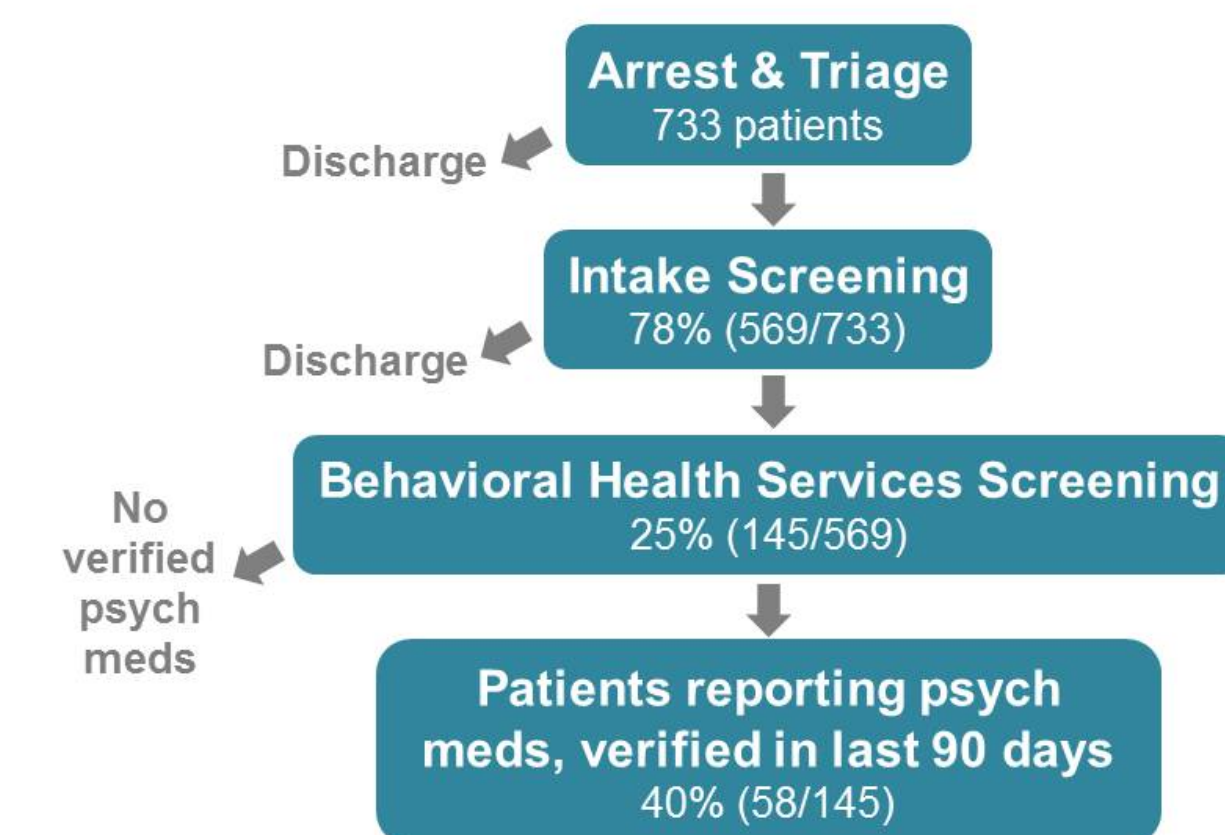 Arrest & Triage
733 patients
Discharge
Intake Screening
78% (569/733)
Discharge
Behavioral Health Services Screening
25% (145/569)
No
verified
psych
meds
Patients reporting psych
meds, verified in last 90 days
40% (58/145)